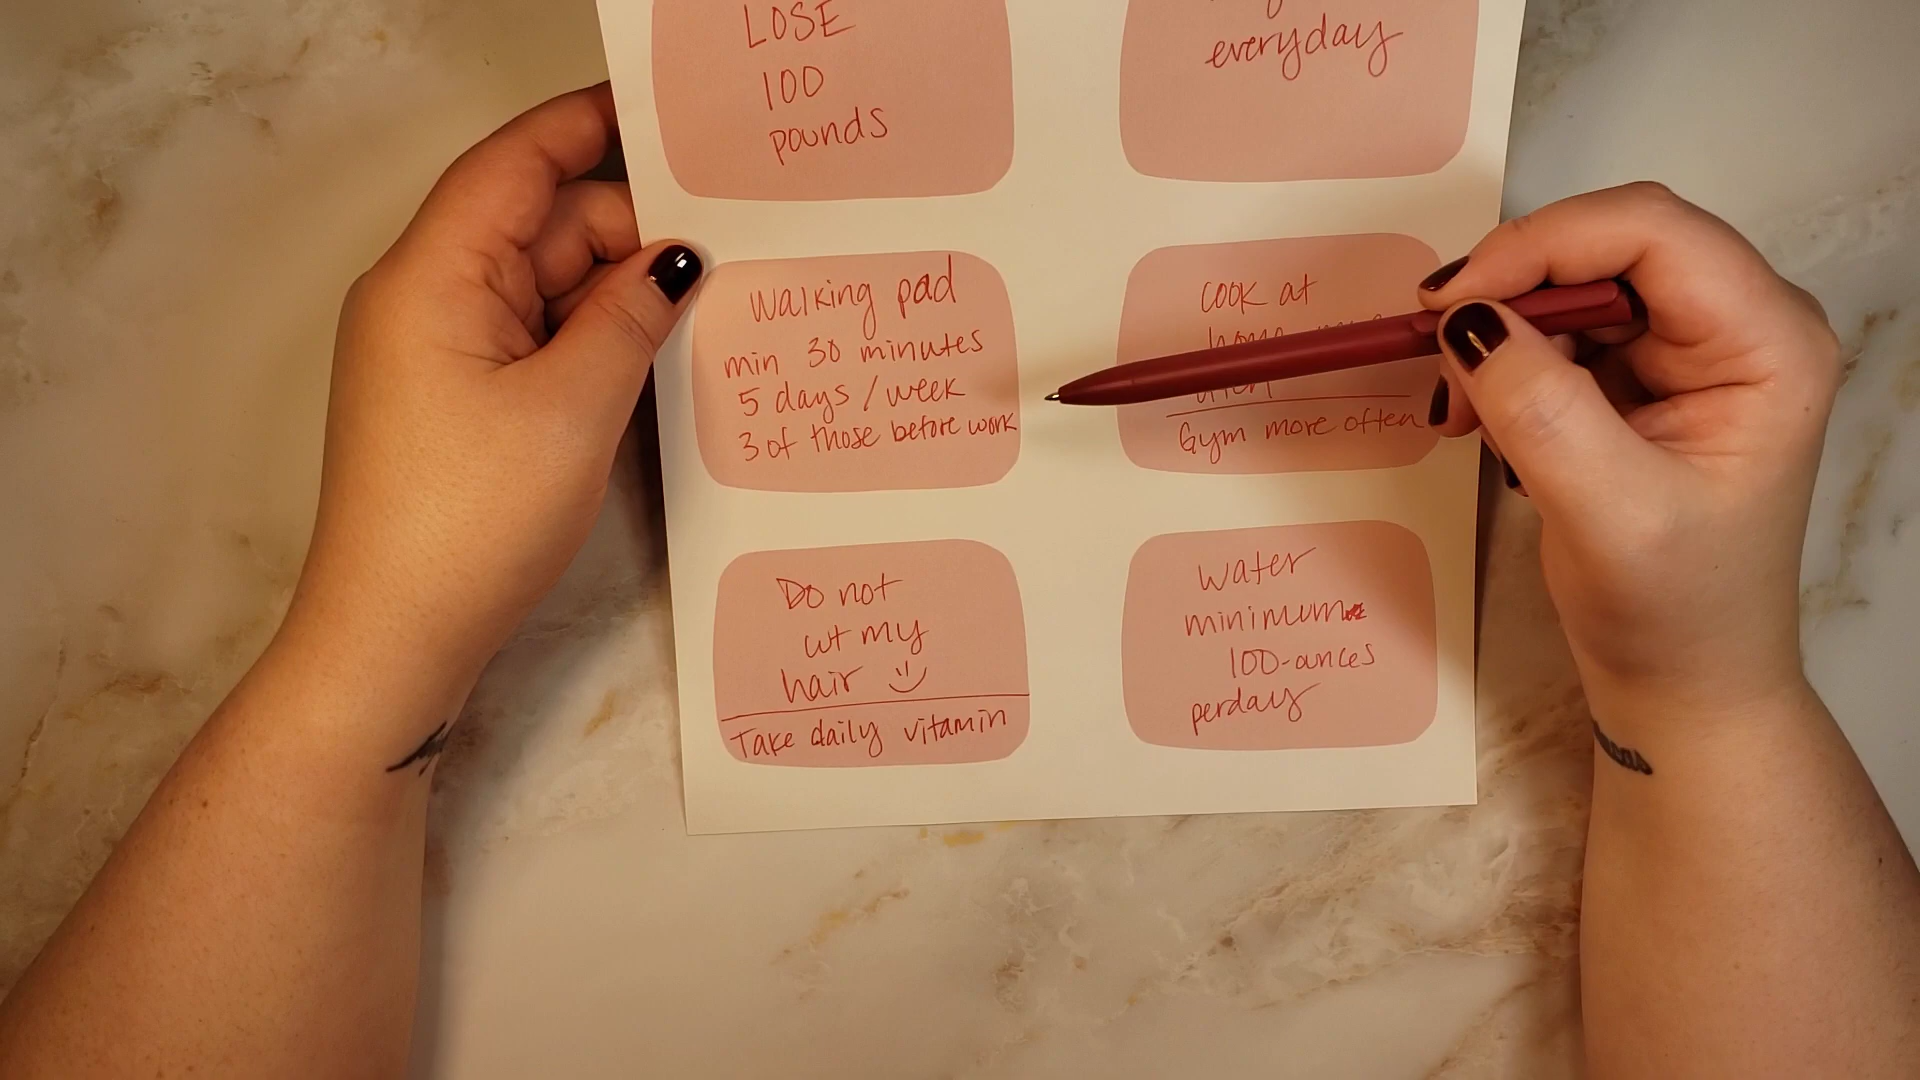 LOSE
100
pounds
everyday
Walking pad
min 30 minutes
5 days / week
3 of those before work
Cook at
Gym more often
Do not
cut my
hair
Take daily vitamin
Water
minimum
100-ounces
perday